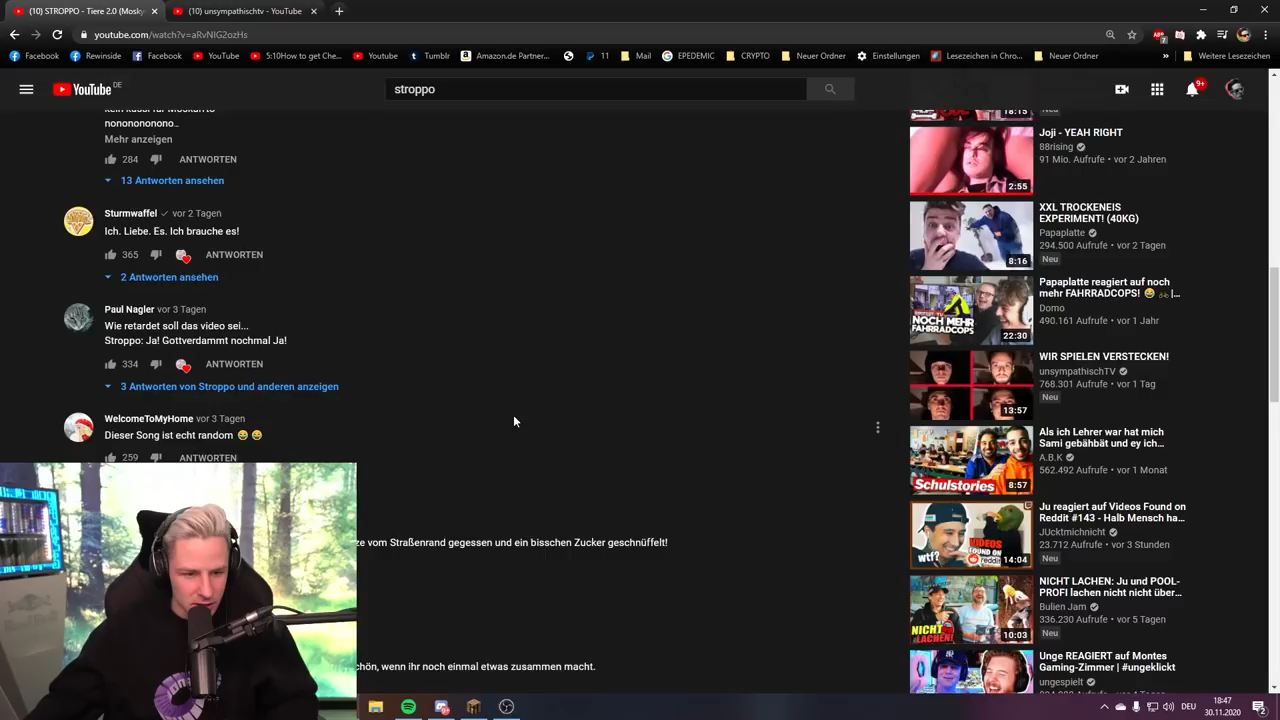 (10) STROPPO - Tiere 2.0 (Mosky
(10) unsympathischtv - YouTube
youtube.com/watch?v=aRvNIG2ozHs
Facebook
Rewinside
Facebook
YouTube
5:10How to get Che...
Youtube
Tumblr
Amazon.de Partner...
11
Mail
EPEDEMIC
CRYPTO
Neuer Ordner
Einstellungen
Lesezeichen in Chro...
Neuer Ordner
»
Weitere Lesezeichen
YouTube DE
stroppo
9+
nonononono..
Mehr anzeigen
284 ANTWORTEN
13 Antworten ansehen
Sturmwaffel vor 2 Tagen
Ich. Liebe. Es. Ich brauche es!
365 ANTWORTEN
2 Antworten ansehen
Paul Nagler vor 3 Tagen
Wie retardet soll das video sei...
Stroppo: Ja! Gottverdammt nochmal Ja!
334 ANTWORTEN
3 Antworten von Stroppo und anderen anzeigen
WelcomeToMyHome vor 3 Tagen
Dieser Song ist echt random 😂 😂
259 ANTWORTEN
ze vom Straßenrand gegessen und ein bisschen Zucker geschnüffelt!
chön, wenn ihr noch einmal etwas zusammen macht.
18:15
Neu
Joji - YEAH RIGHT
88rising
91 Mio. Aufrufe • vor 2 Jahren
2:55
XXL TROCKENEIS
EXPERIMENT! (40KG)
Papaplatte
294.500 Aufrufe • vor 2 Tagen
Neu
8:16
Papaplatte reagiert auf noch
mehr FAHRRADCOPS! 😂 🚲 |...
Domo
490.161 Aufrufe • vor 1 Jahr
NOCH MEHR
FAHRRADCOPS
22:30
WIR SPIELEN VERSTECKEN!
unsympathischTV
768.301 Aufrufe • vor 1 Tag
Neu
13:57
Als ich Lehrer war hat mich
Sami gebähbät und ey ich...
A.B.K
562.492 Aufrufe • vor 1 Monat
Schulstories
8:57
Ju reagiert auf Videos Found on
Reddit #143 - Halb Mensch ha...
JUcktmichnicht
23.712 Aufrufe • vor 3 Stunden
Neu
wtf?
VIDEOS
FOUND ON
reddit
14:04
NICHT LACHEN: Ju und POOL-
PROFI lachen nicht nicht über...
Bulien Jam
336.230 Aufrufe • vor 5 Tagen
Neu
NICHT
LACHEN!
10:03
Unge REAGIERT auf Montes
Gaming-Zimmer | #ungeklickt
ungespielt
DEU
18:47
30.11.2020
2